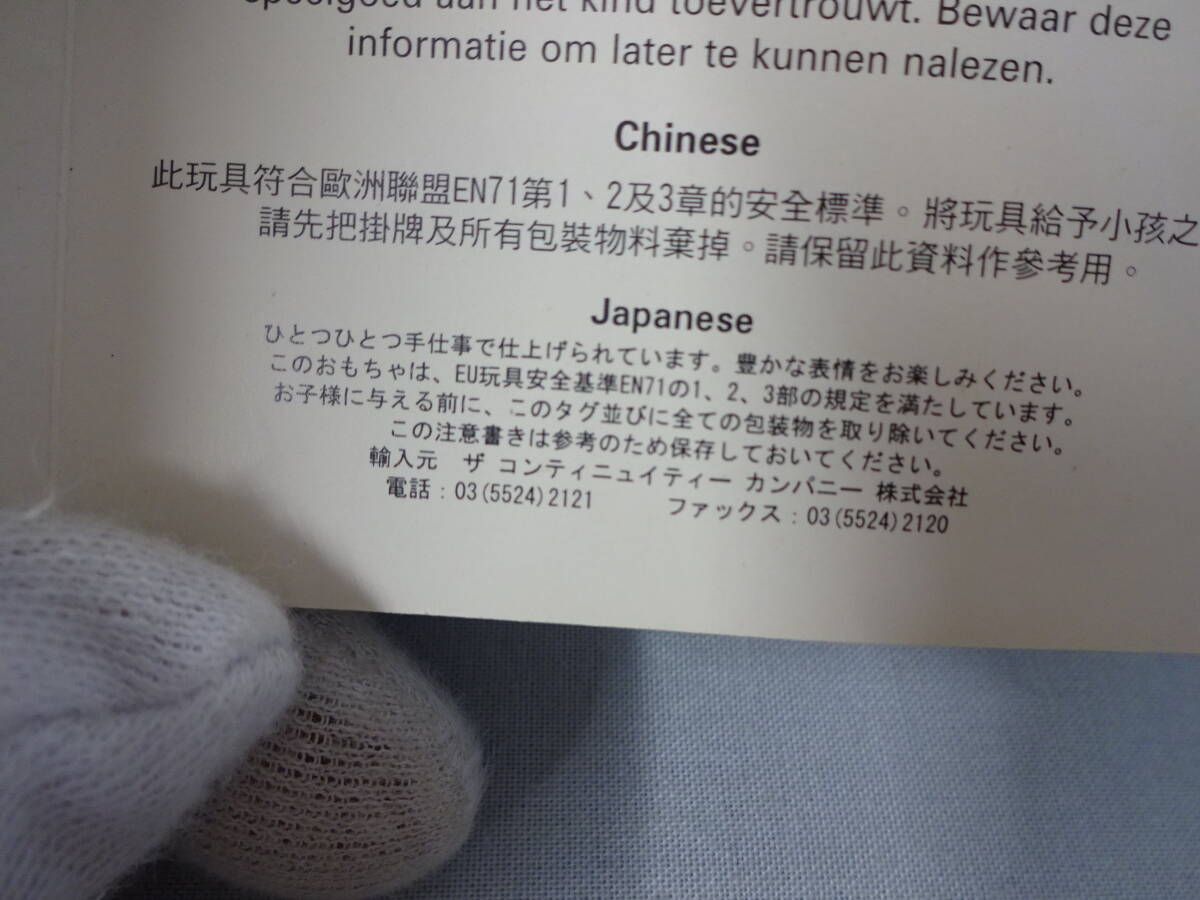 speelgoed aan het kind toevertrouwt. Bewaar deze
informatie om later te kunnen nalezen.
Chinese
此玩具符合歐洲聯盟EN71第1、2及3章的安全標準。將玩具給予小孩之
請先把掛牌及所有包裝物料棄掉。請保留此資料作參考用。
Japanese
ひとつひとつ手仕事で仕上げられています。豊かな表情をお楽しみください。
このおもちゃは、EU玩具安全基準EN71の1、2、3部の規定を満たしています。
お子様に与える前に、このタグ並びに全ての包装物を取り除いてください。
この注意書きは参考のため保存しておいてください。
輸入元 ザ コンティニュイティー カンパニー 株式会社
電話:03(5524)2121 ファックス:03(5524)2120